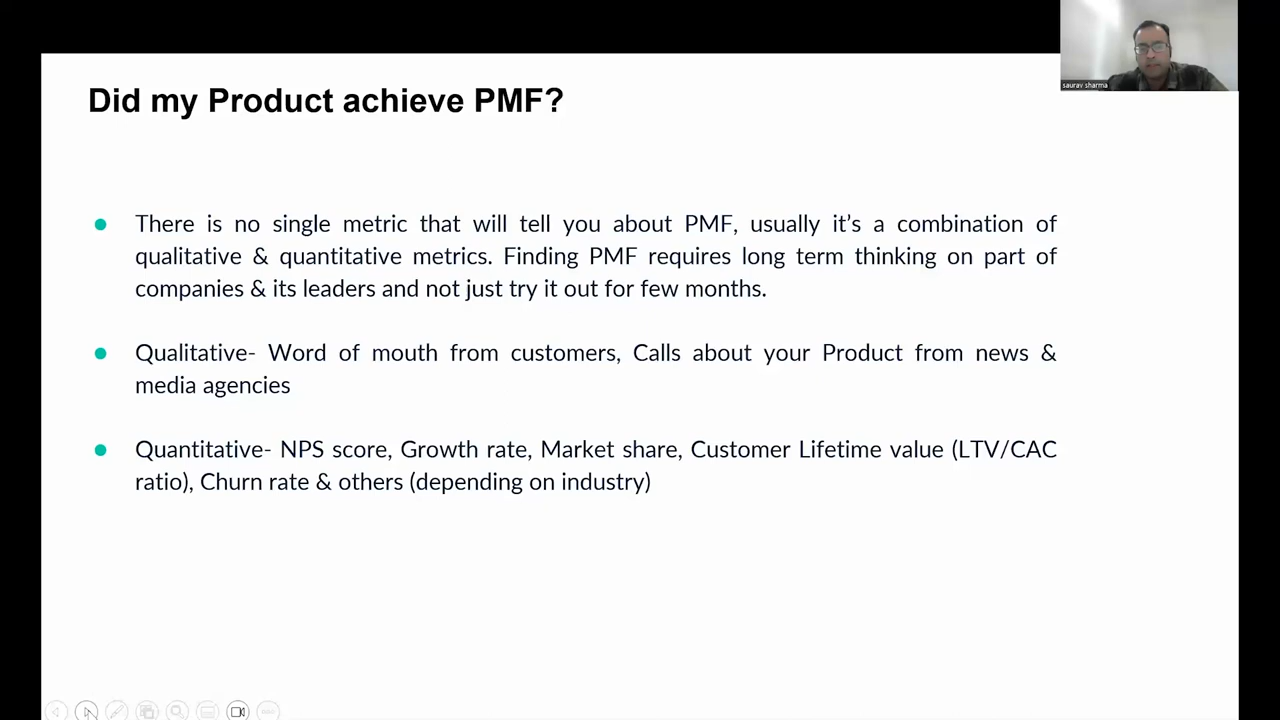 saurav sharma
Did my Product achieve PMF?
There is no single metric that will tell you about PMF, usually it’s a combination of
qualitative & quantitative metrics. Finding PMF requires long term thinking on part of
companies & its leaders and not just try it out for few months.
Qualitative- Word of mouth from customers, Calls about your Product from news &
media agencies
Quantitative- NPS score, Growth rate, Market share, Customer Lifetime value (LTV/CAC
ratio), Churn rate & others (depending on industry)